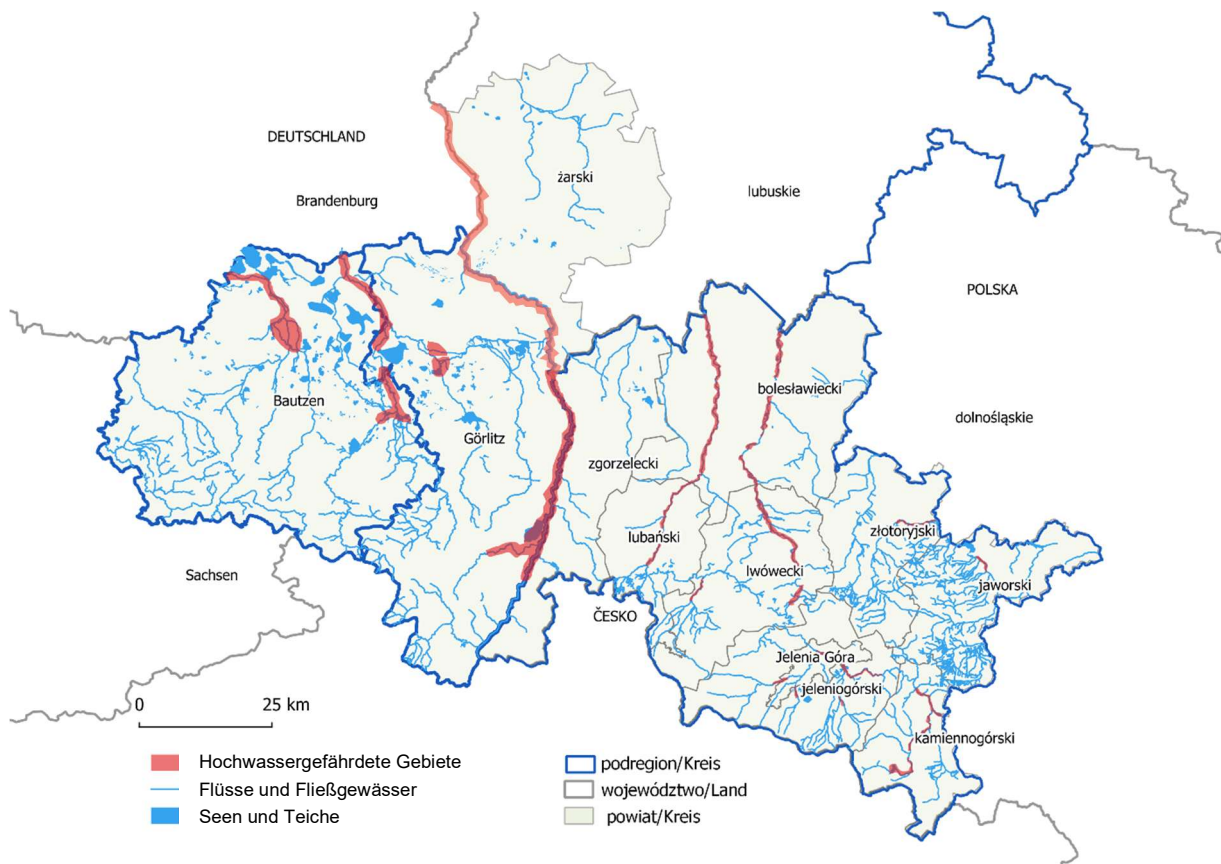 DEUTSCHLAND
żarski
lubuskie
Brandenburg
POLSKA
bolesławiecki
Bautzen
dolnośląskie
Görlitz
zgorzelecki
złotoryjski
lubański
lwówecki
Sachsen
jaworski
ČESKO
Jelenia Góra
jeleniogórski
kamiennogórski
0 25 km
Hochwassergefährdete Gebiete
Flüsse und Fließgewässer
Seen und Teiche
podregion/Kreis
województwo/Land
powiat/Kreis